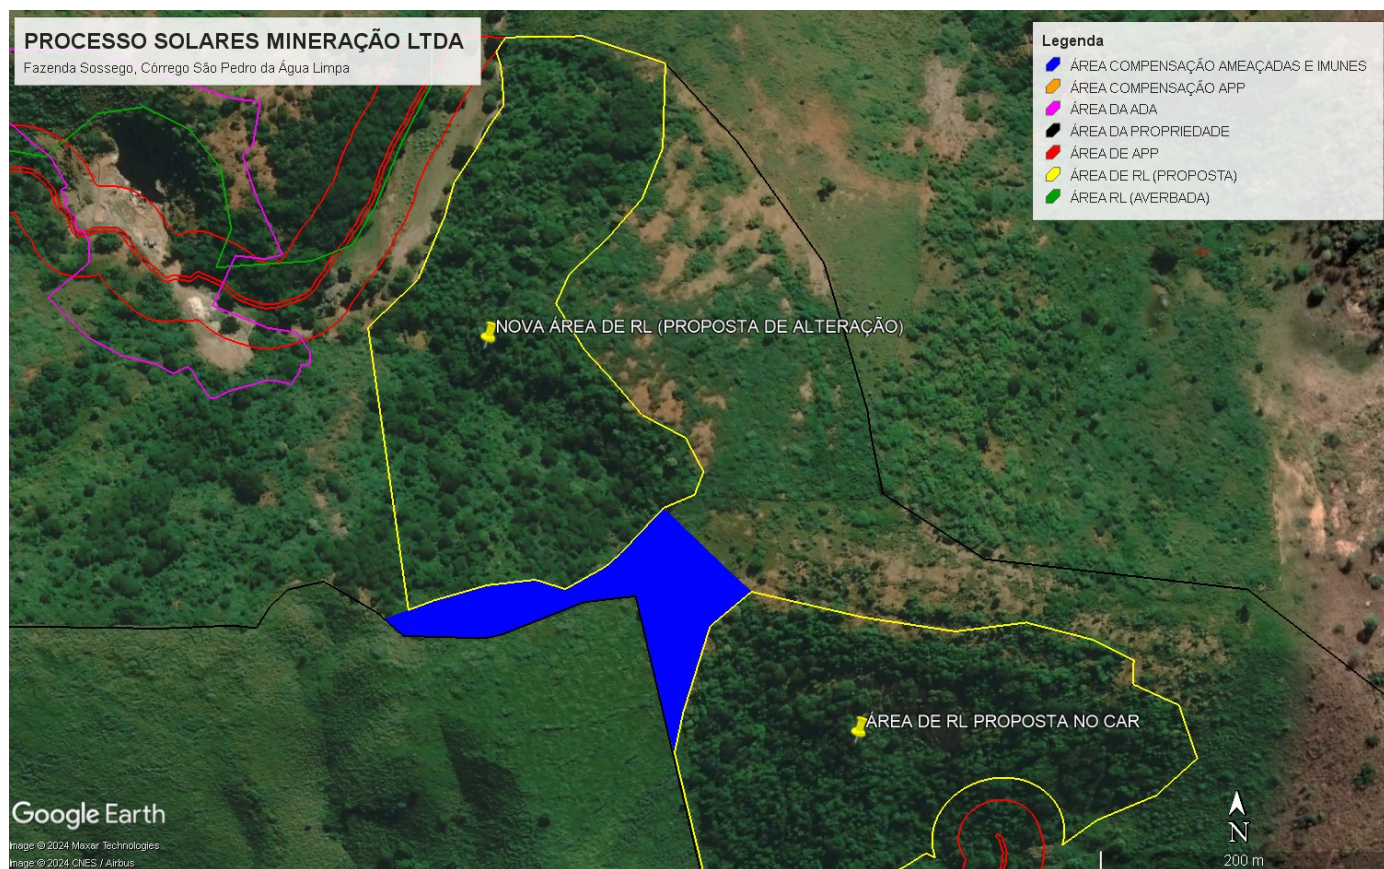 PROCESSO SOLARES MINERAÇÃO LTDA
Fazenda Sossego, Córrego São Pedro da Água Limpa
Legenda
ÁREA COMPENSAÇÃO AMEAÇADAS E IMUNES
ÁREA COMPENSAÇÃO APP
ÁREA DA ADA
ÁREA DA PROPRIEDADE
ÁREA DE APP
ÁREA DE RL (PROPOSTA)
ÁREA RL (AVERBADA)
NOVA ÁREA DE RL (PROPOSTA DE ALTERAÇÃO)
ÁREA DE RL PROPOSTA NO CAR
Google Earth
Image © 2024 Maxar Technologies
Image © 2024 CNES / Airbus
N
200 m